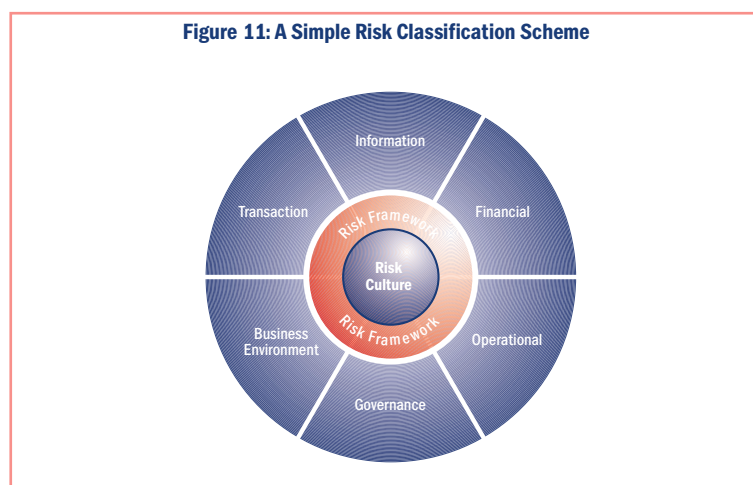 Figure 11: A Simple Risk Classification Scheme
Information
Transaction
Financial
Risk Framework
Risk
Culture
Risk Framework
Business
Environment
Operational
Governance